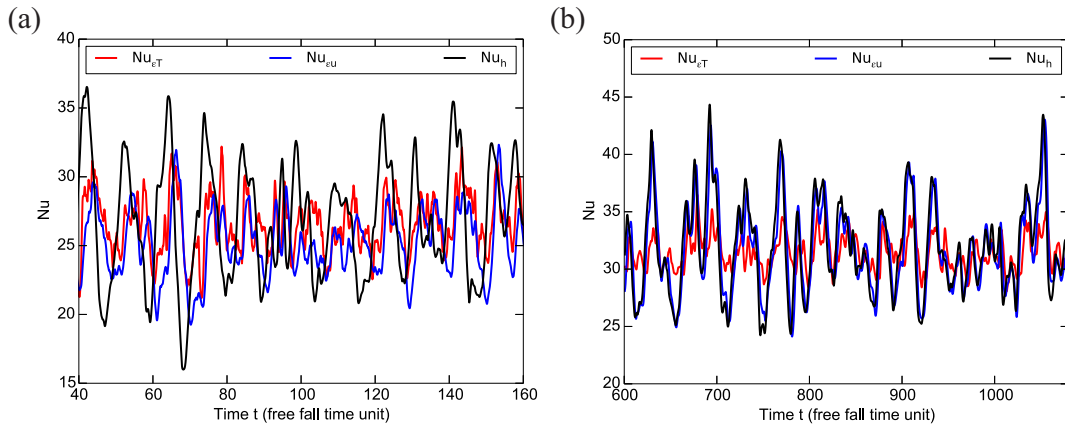 (a)
40
35
30
25
20
15
Nu
Nu_εT Nu_εu Nu_h
40 60 80 100 120 140 160
Time t (free fall time unit)
(b)
50
45
40
35
30
25
20
Nu_εT Nu_εu Nu_h
600 700 800 900 1000
Time t (free fall time unit)